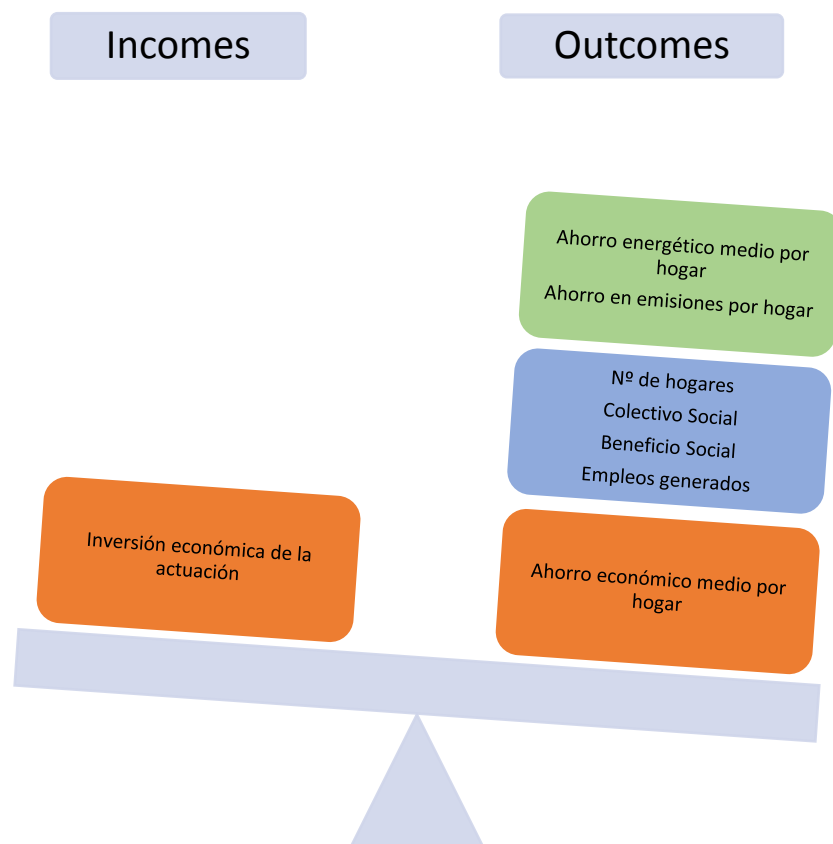 Incomes
Outcomes
Ahorro energético medio por
hogar
Ahorro en emisiones por hogar
Nº de hogares
Colectivo Social
Beneficio Social
Empleos generados
Inversión económica de la
actuación
Ahorro económico medio por
hogar